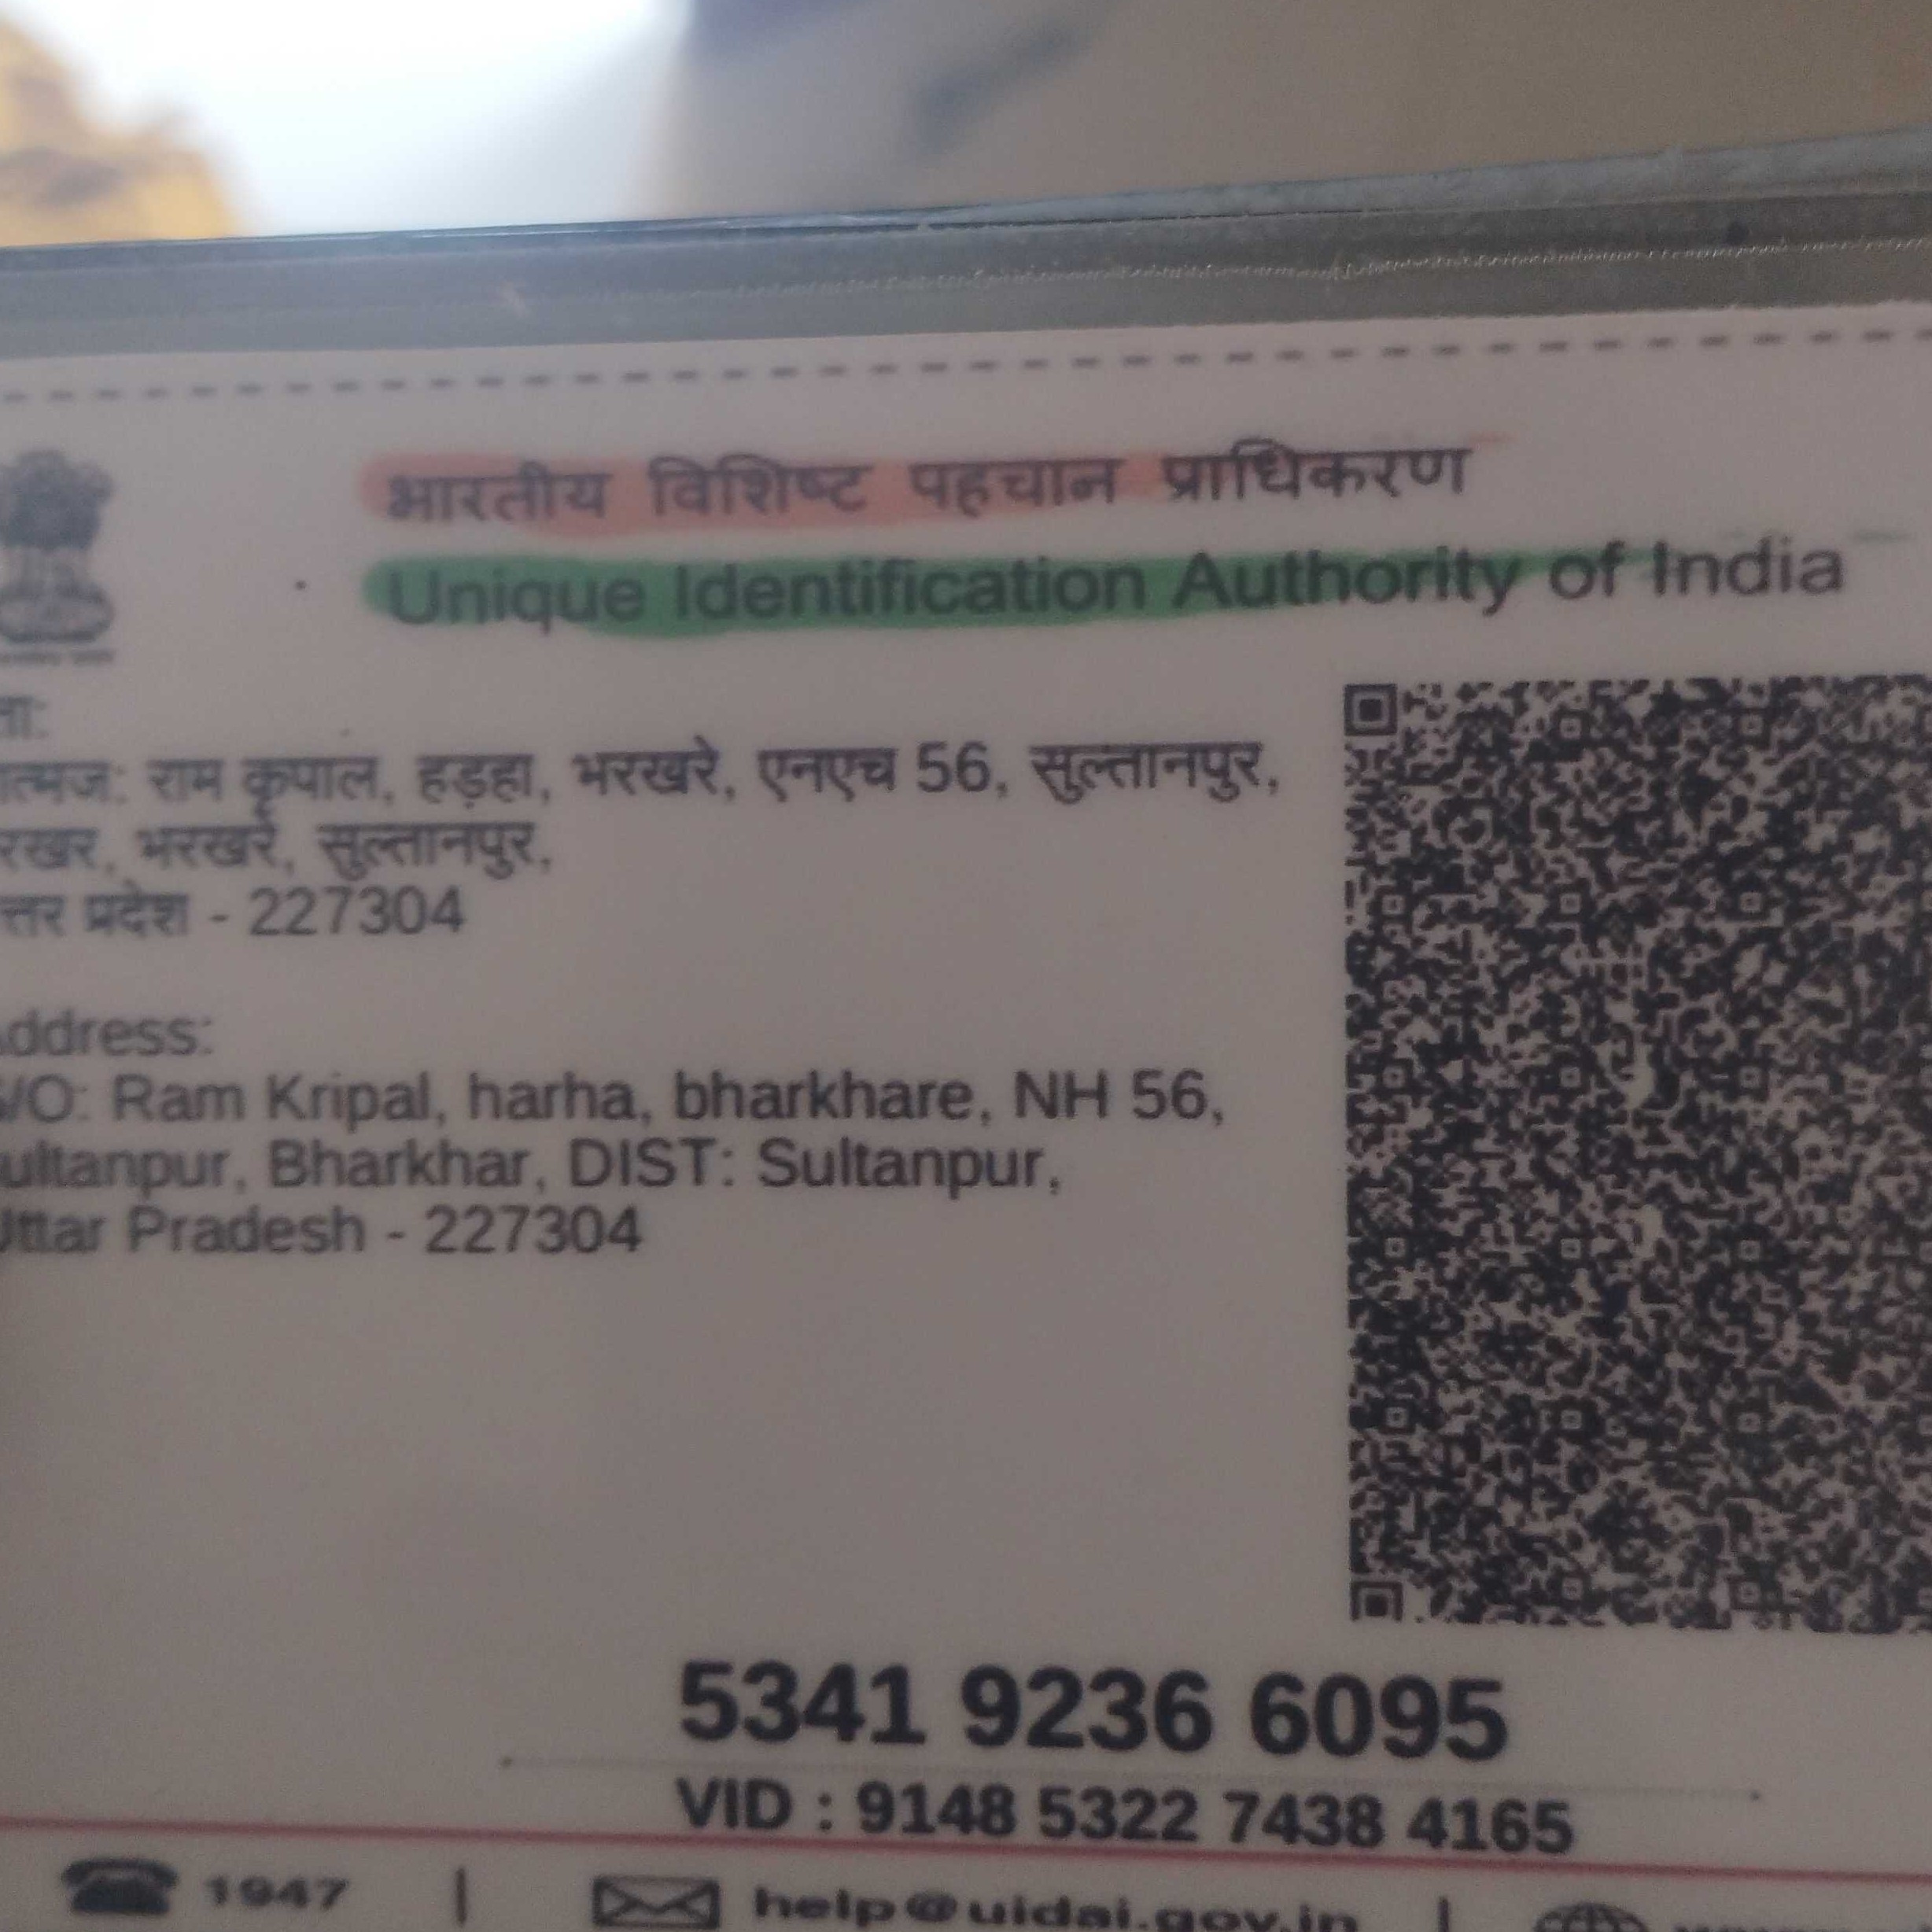 भारतीय विशिष्ट पहचान प्राधिकरण
Unique Identification Authority of India
राम कृपाल, हड़हा, भरखरे, एनएच 56, सुल्तानपुर,
भरखरे, सुल्तानपुर,
प्रदेश - 227304
Address:
Ram Kripal, harha, bharkhare, NH 56,
Sultanpur, Bharkhar, DIST: Sultanpur,
Uttar Pradesh - 227304
5341 9236 6095
VID : 9148 5322 7438 4165
1947 | help@uidai.gov.in |